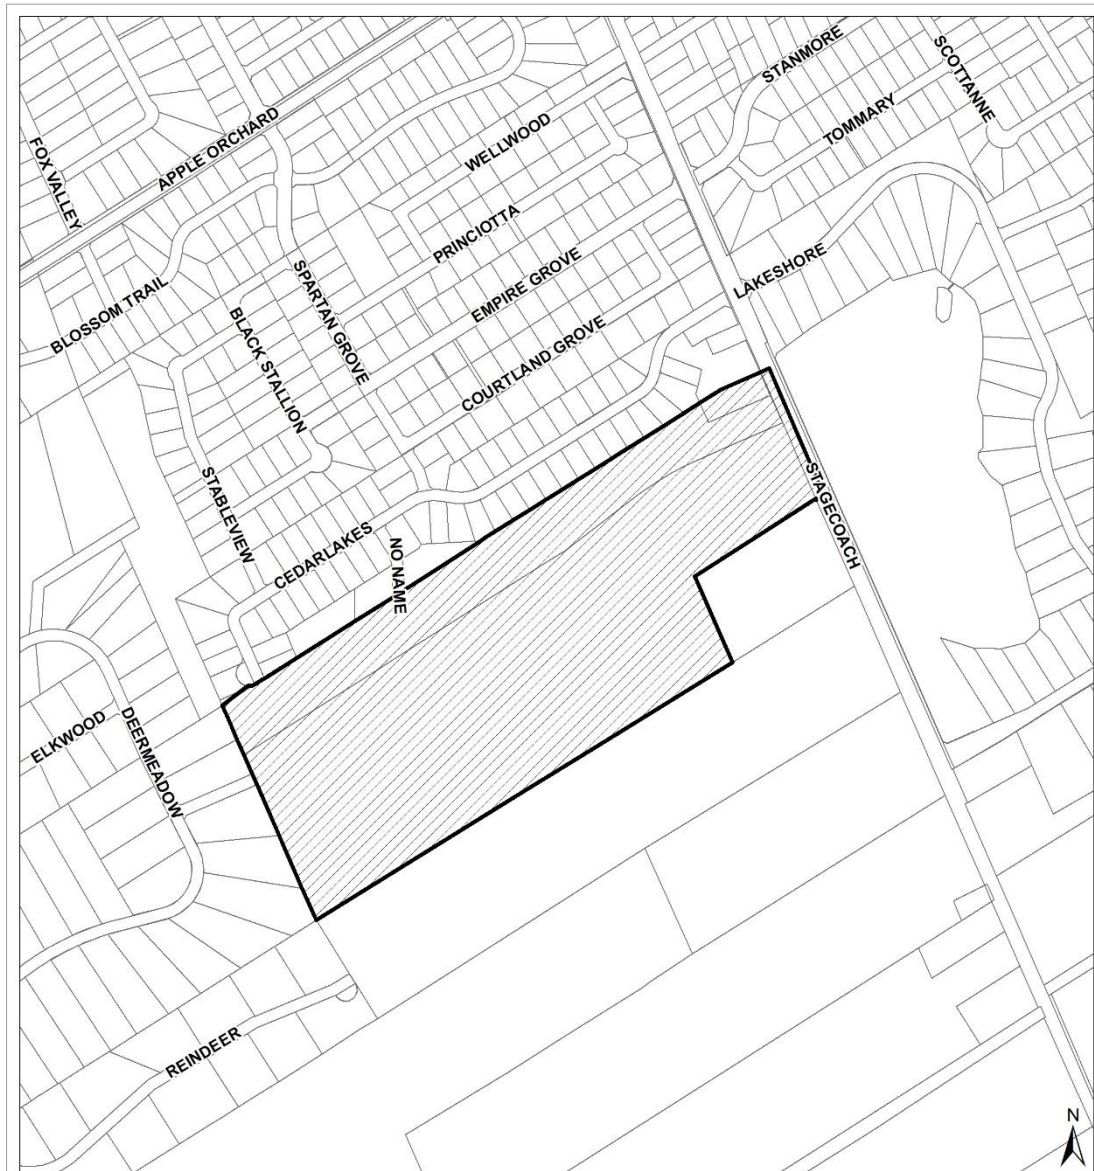 STANMORE
SCOTTANNE
TOMMARY
APPLE ORCHARD
FOX VALLEY
WELLWOOD
PRINCIOTTA
LAKESHORE
EMPIRE GROVE
SPARTAN GROVE
BLOSSOM TRAIL
BLACK STALLION
COURTLAND GROVE
STABLEVIEW
STAGECOACH
CEDARLAKES
NO NAME
ELKWOOD
DEERMEADOW
REINDEER
N